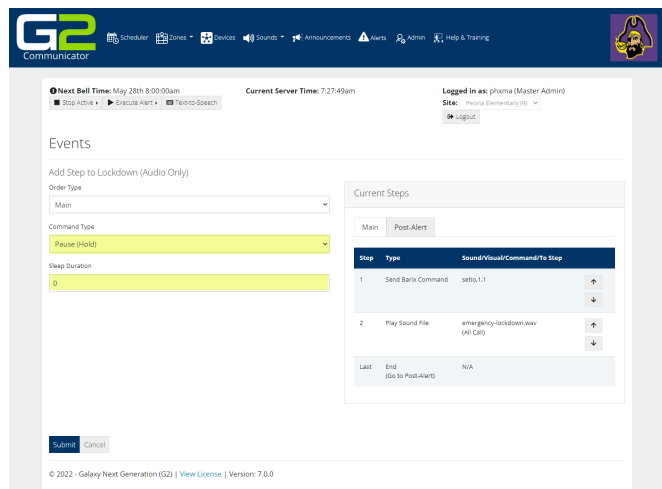 G2
Communicator
Scheduler Zones Devices Sounds Announcements Alerts Admin Help & Training
Next Bell Time: May 28th 8:00:00am Current Server Time: 7:27:49am Logged in as: phxma (Master Admin)
Stop Active Execute Alert Text-to-Speech Site: Peoria Elementary (9)
Logout
Events
Add Step to Lockdown (Audio Only)
Order Type
Main
Command Type
Pause (Hold)
Sleep Duration
0
Current Steps
Main Post-Alert
Step Type Sound/Visual/Command/To Step
1 Send Barix Command setio,1,1
2 Play Sound File emergency-lockdown.wav
(All Call)
Last End N/A
(Go to Post-Alert)
Submit Cancel
© 2022 - Galaxy Next Generation (G2) | View License | Version: 7.0.0